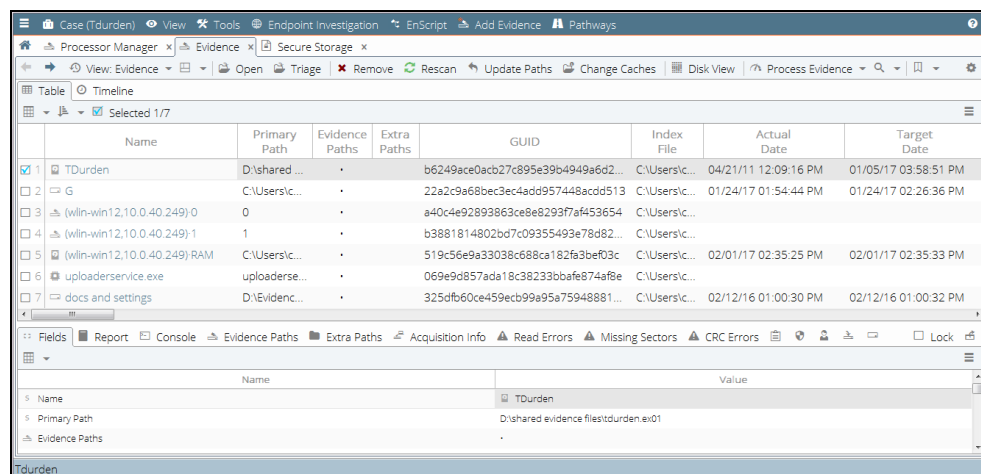 Case (Tdurden) View Tools Endpoint Investigation EnScript Add Evidence Pathways
Processor Manager x Evidence x Secure Storage x
View: Evidence Open Triage Remove Rescan Update Paths Change Caches Disk View Process Evidence
Table Timeline
Selected 1/7
Name Primary Path Evidence Paths Extra Paths GUID Index File Actual Date Target Date
1 TDurden D:\shared ... • b6249ace0acb27c895e39b4949a6d2... C:\Users\c... 04/21/11 12:09:16 PM 01/05/17 03:58:51 PM
2 G C:\Users\c... • 22a2c9a68bec3ec4add957448acdd513 C:\Users\c... 01/24/17 01:54:44 PM 01/24/17 02:26:36 PM
3 (wlin-win12,10.0.40.249)·0 0 • a40c4e92893863ce8e8293f7af453654 C:\Users\c...
4 (wlin-win12,10.0.40.249)·1 1 • b3881814802bd7c09355493e78d82... C:\Users\c...
5 (wlin-win12,10.0.40.249)·RAM C:\Users\c... • 519c56e9a33038c688ca182fa3bef03c C:\Users\c... 02/01/17 02:35:25 PM 02/01/17 02:35:33 PM
6 uploaderservice.exe uploaderse... • 069e9d857ada18c38233bbafe874af8e C:\Users\c...
7 docs and settings D:\Evidenc... • 325dfb60ce459ecb99a95a75948881... C:\Users\c... 02/12/16 01:00:30 PM 02/12/16 01:00:32 PM
Fields Report Console Evidence Paths Extra Paths Acquisition Info Read Errors Missing Sectors CRC Errors Lock
Name Value
S Name TDurden
S Primary Path D:\shared evidence files\tdurden.ex01
Evidence Paths •
Tdurden